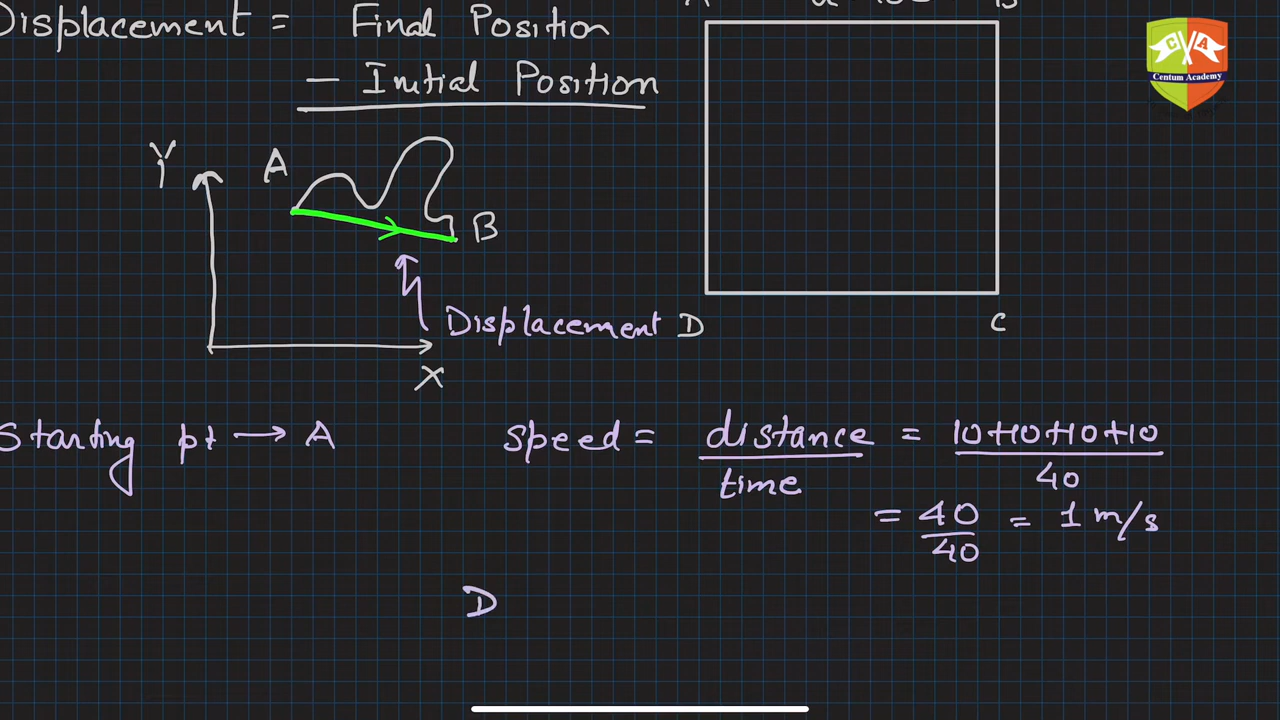 Displacement = Final Position
- Initial Position
C A
Centum Academy
Y
A
B
Displacement
X
D
C
Starting pt → A
speed = distance / time = 10+10+10+10 / 40
= 40 / 40 = 1 m/s
D